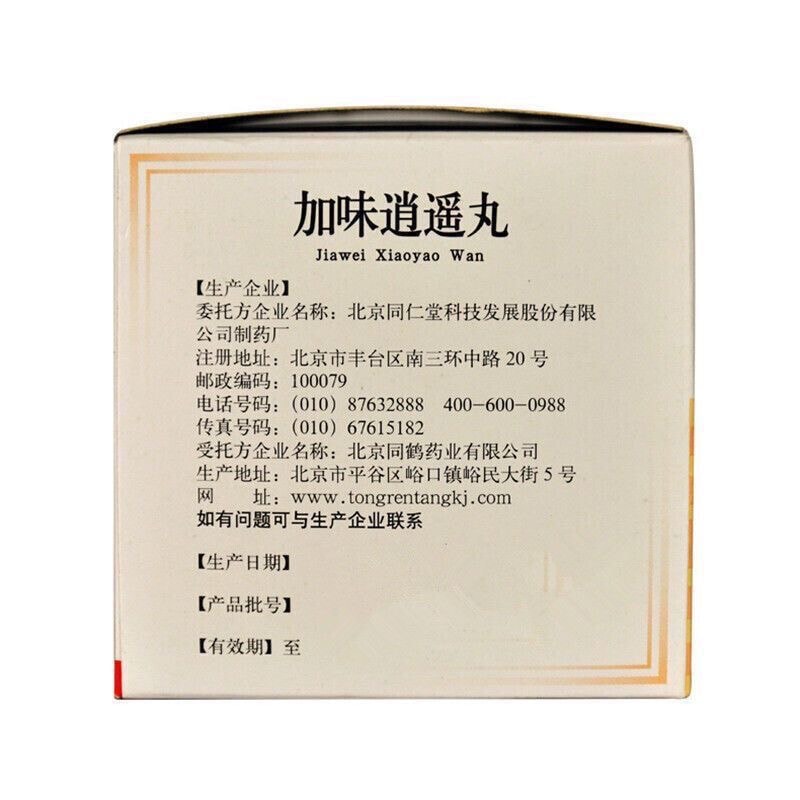 加味逍遥丸
Jiawei Xiaoyao Wan
【生产企业】
委托方企业名称：北京同仁堂科技发展股份有限
公司制药厂
注册地址：北京市丰台区南三环中路 20 号
邮政编码：100079
电话号码：(010) 87632888  400-600-0988
传真号码：(010) 67615182
受托方企业名称：北京同鹤药业有限公司
生产地址：北京市平谷区峪口镇峪民大街 5 号
网　　址：www.tongrentangkj.com
如有问题可与生产企业联系
【生产日期】
【产品批号】
【有效期】至